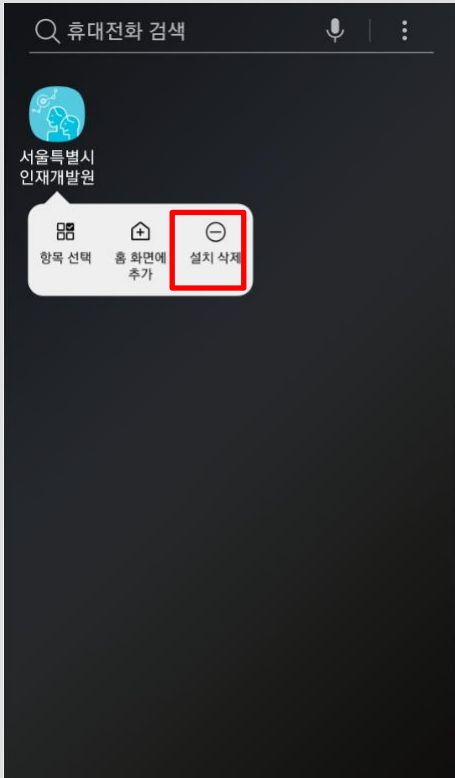 휴대전화 검색
서울특별시
인재개발원
항목 선택
홈 화면에
추가
설치 삭제